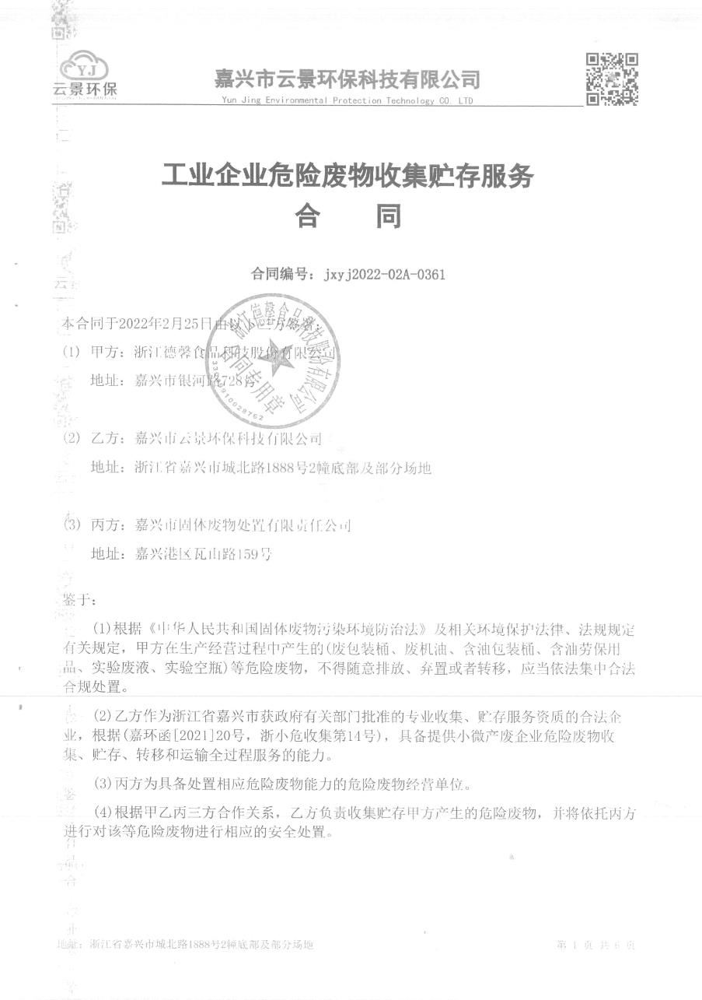 YJ
云景环保
嘉兴市云景环保科技有限公司
Yun Jing Environmental Protection Technology CO. LTD
工业企业危险废物收集贮存服务
合 同
合同编号：jxyj2022-02A-0361
本合同于2022年2月25日由以下三方签署：
(1) 甲方：浙江德馨食品科技股份有限公司
地址：嘉兴市银河路728号
浙江德馨食品科技股份有限公司
合同专用章
(2) 乙方：嘉兴市云景环保科技有限公司
地址：浙江省嘉兴市城北路1888号2幢底部及部分场地
(3) 丙方：嘉兴市固体废物处置有限责任公司
地址：嘉兴港区瓦山路159号
鉴于：
(1)根据《中华人民共和国固体废物污染环境防治法》及相关环境保护法律、法规规定
有关规定，甲方在生产经营过程中产生的(废包装桶、废机油、含油包装桶、含油劳保用
品、实验废液、实验空瓶)等危险废物，不得随意排放、弃置或者转移，应当依法集中合法
合规处置。
(2)乙方作为浙江省嘉兴市获政府有关部门批准的专业收集、贮存服务资质的合法企
业，根据(嘉环函[2021]20号，浙小危收集第14号)，具备提供小微产废企业危险废物收
集、贮存、转移和运输全过程服务的能力。
(3)丙方为具备处置相应危险废物能力的危险废物经营单位。
(4)根据甲乙丙三方合作关系，乙方负责收集贮存甲方产生的危险废物，并将依托丙方
进行对该等危险废物进行相应的安全处置。
地址：浙江省嘉兴市城北路1888号2幢底部及部分场地
第 1 页 共 6 页